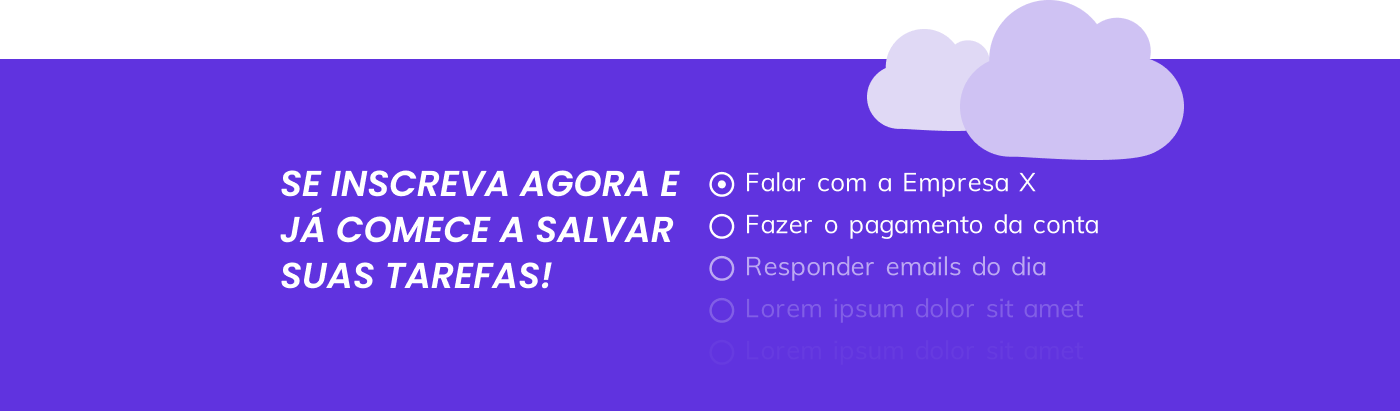 SE INSCREVA AGORA E
JÁ COMECE A SALVAR
SUAS TAREFAS!
Falar com a Empresa X
Fazer o pagamento da conta
Responder emails do dia
Lorem ipsum dolor sit amet
Lorem ipsum dolor sit amet